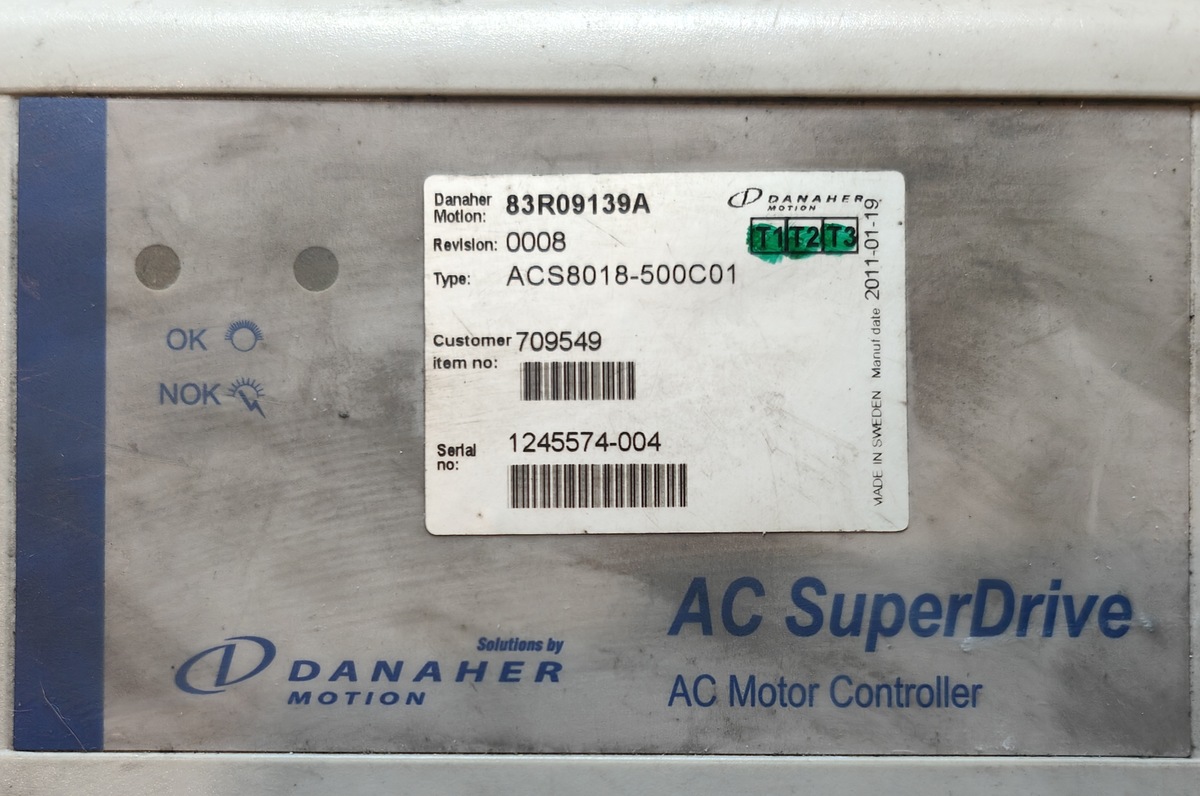 Danaher Motion: 83R09139A
Revision: 0008
Type: ACS8018-500C01
Customer item no: 709549
Serial no: 1245574-004
DANAHER
MOTION
T1 T2 T3
MADE IN SWEDEN Manuf date 2011-01-19
OK
NOK
Solutions by
DANAHER
MOTION
AC SuperDrive
AC Motor Controller